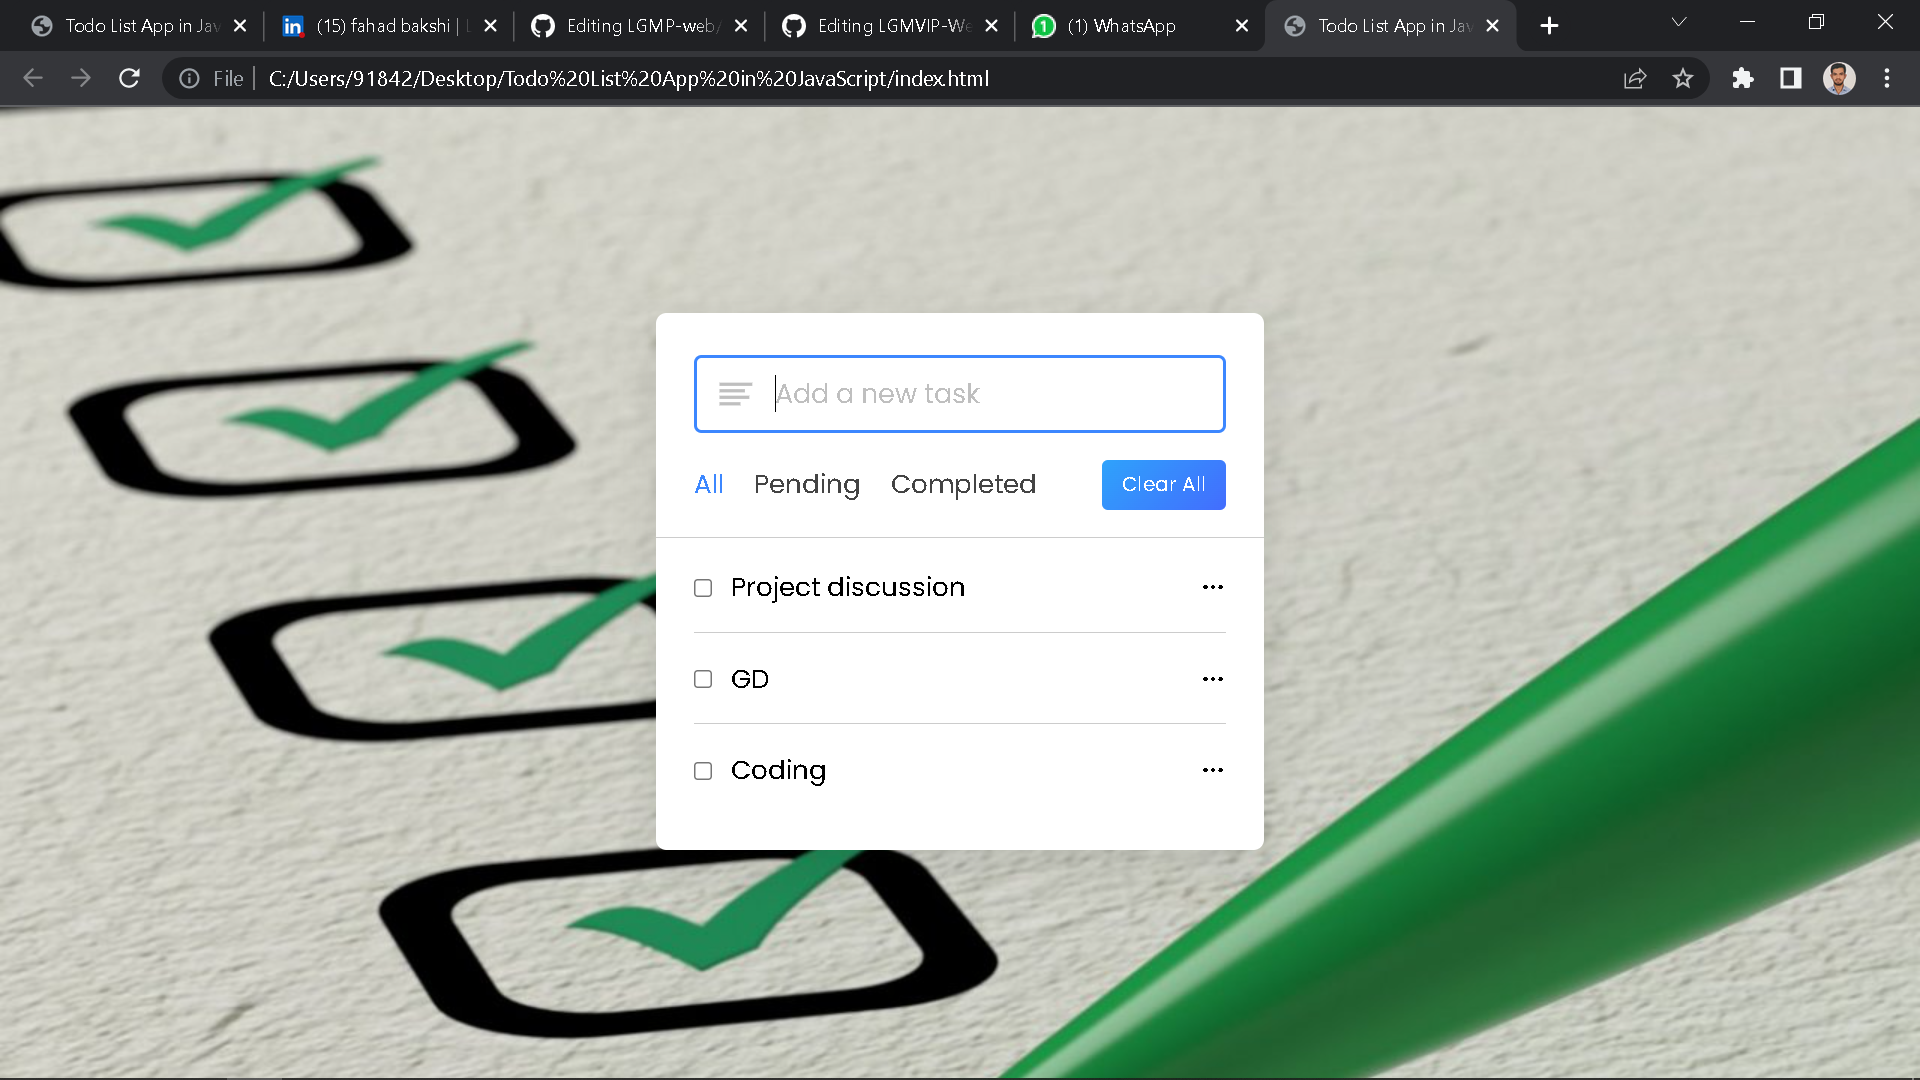 Todo List App in Jav
(15) fahad bakshi | L
Editing LGMP-web/
Editing LGMVIP-We
1
(1) WhatsApp
Todo List App in Jav
File
C:/Users/91842/Desktop/Todo%20List%20App%20in%20JavaScript/index.html
Add a new task
All
Pending
Completed
Clear All
Project discussion
GD
Coding